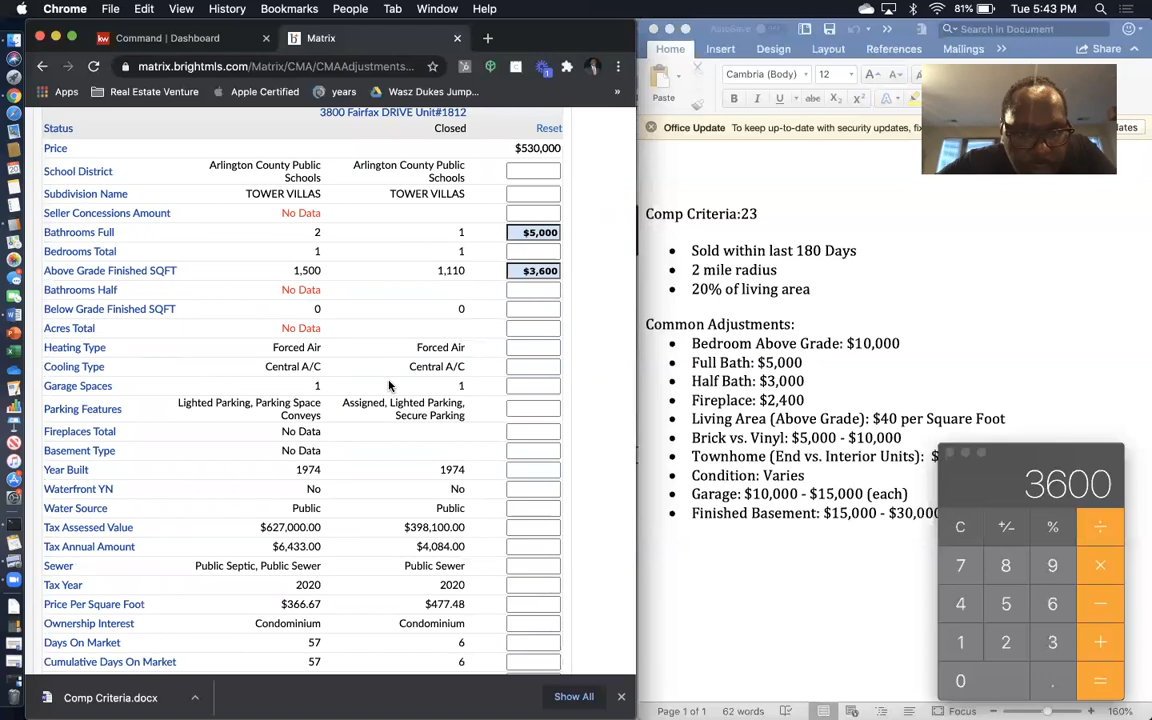 Chrome File Edit View History Bookmarks People Tab Window Help 81% Tue 5:43 PM
kw Command | Dashboard Matrix
matrix.brightmls.com/Matrix/CMA/CMAAdjustments...
Apps Real Estate Venture Apple Certified years Wasz Dukes Jump... »
3800 Fairfax DRIVE Unit#1812
Status Closed Reset
Price $530,000
School District Arlington County Public Schools Arlington County Public Schools
Subdivision Name TOWER VILLAS TOWER VILLAS
Seller Concessions Amount No Data
Bathrooms Full 2 1 $5,000
Bedrooms Total 1 1
Above Grade Finished SQFT 1,500 1,110 $3,600
Bathrooms Half No Data
Below Grade Finished SQFT 0 0
Acres Total No Data
Heating Type Forced Air Forced Air
Cooling Type Central A/C Central A/C
Garage Spaces 1 1
Parking Features Lighted Parking, Parking Space Conveys Assigned, Lighted Parking, Secure Parking
Fireplaces Total No Data
Basement Type No Data
Year Built 1974 1974
Waterfront YN No No
Water Source Public Public
Tax Assessed Value $627,000.00 $398,100.00
Tax Annual Amount $6,433.00 $4,084.00
Sewer Public Septic, Public Sewer Public Sewer
Tax Year 2020 2020
Price Per Square Foot $366.67 $477.48
Ownership Interest Condominium Condominium
Days On Market 57 6
Cumulative Days On Market 57 6
Comp Criteria.docx Show All
AutoSave Search in Document
Home Insert Design Layout References Mailings » Share
Paste Cambria (Body) 12
B I U abc X₂ X²
Office Update To keep up-to-date with security updates, fix ates
Comp Criteria:23
• Sold within last 180 Days
• 2 mile radius
• 20% of living area
Common Adjustments:
• Bedroom Above Grade: $10,000
• Full Bath: $5,000
• Half Bath: $3,000
• Fireplace: $2,400
• Living Area (Above Grade): $40 per Square Foot
• Brick vs. Vinyl: $5,000 - $10,000
• Townhome (End vs. Interior Units): $
• Condition: Varies
• Garage: $10,000 - $15,000 (each)
• Finished Basement: $15,000 - $30,000
3600
C +/- % ÷
7 8 9 ×
4 5 6 −
1 2 3 +
0 . =
Page 1 of 1 62 words Focus 160%